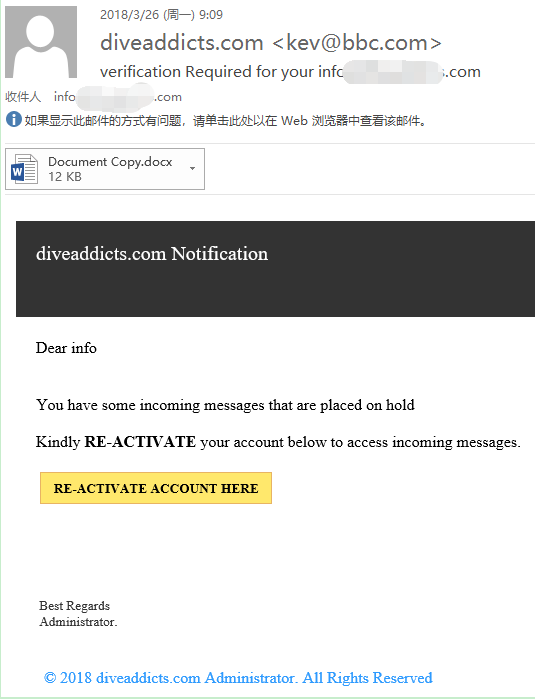 2018/3/26 (周一) 9:09
diveaddicts.com <kev@bbc.com>
verification Required for your info .com
收件人 info .com
如果显示此邮件的方式有问题，请单击此处以在 Web 浏览器中查看该邮件。
Document Copy.docx
12 KB
diveaddicts.com Notification
Dear info
You have some incoming messages that are placed on hold
Kindly RE-ACTIVATE your account below to access incoming messages.
RE-ACTIVATE ACCOUNT HERE
Best Regards
Administrator.
© 2018 diveaddicts.com Administrator. All Rights Reserved